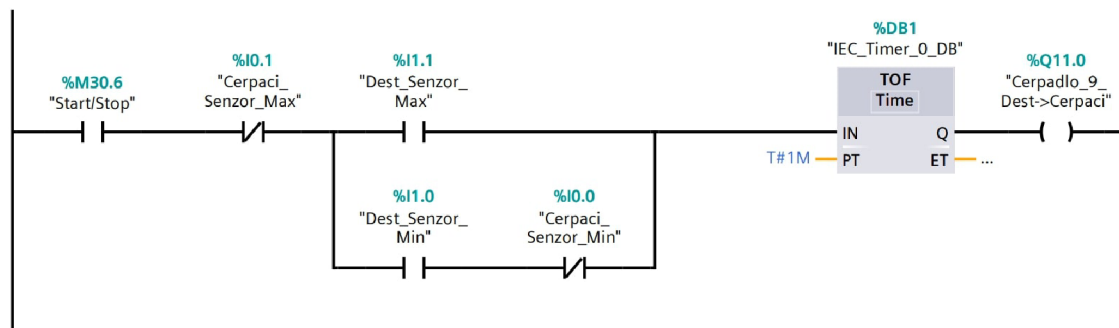 %M30.6
"Start/Stop"
%I0.1
"Cerpaci_
Senzor_Max"
%I1.1
"Dest_Senzor_
Max"
%I1.0
"Dest_Senzor_
Min"
%I0.0
"Cerpaci_
Senzor_Min"
%DB1
"IEC_Timer_0_DB"
TOF
Time
IN Q
T#1M PT ET ...
%Q11.0
"Cerpadlo_9_
Dest->Cerpaci"